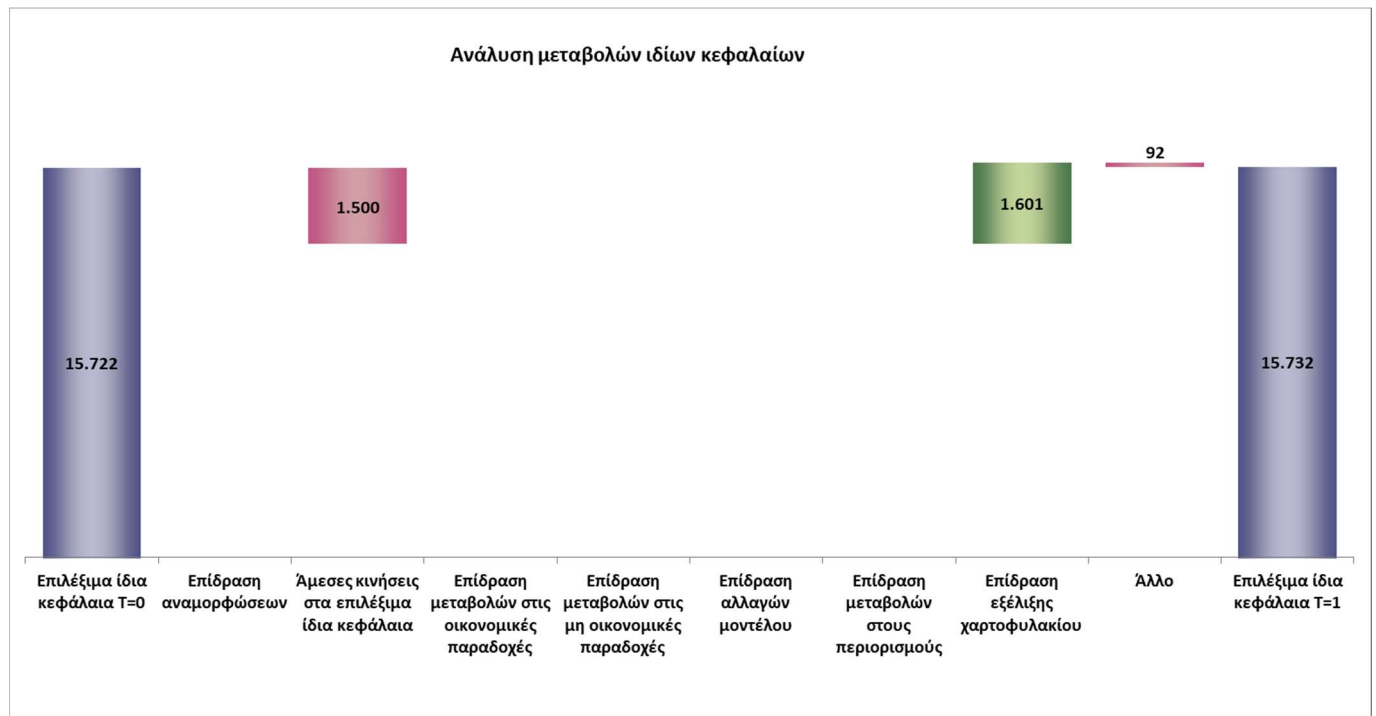 Ανάλυση μεταβολών ιδίων κεφαλαίων
92
1.500
1.601
15.722
15.732
Επιλέξιμα ίδια
κεφάλαια Τ=0
Επίδραση
αναμορφώσεων
Άμεσες κινήσεις
στα επιλέξιμα
ίδια κεφάλαια
Επίδραση
μεταβολών στις
οικονομικές
παραδοχές
Επίδραση
μεταβολών στις
μη οικονομικές
παραδοχές
Επίδραση
αλλαγών
μοντέλου
Επίδραση
μεταβολών
στους
περιορισμούς
Επίδραση
εξέλιξης
χαρτοφυλακίου
Άλλο
Επιλέξιμα ίδια
κεφάλαια Τ=1